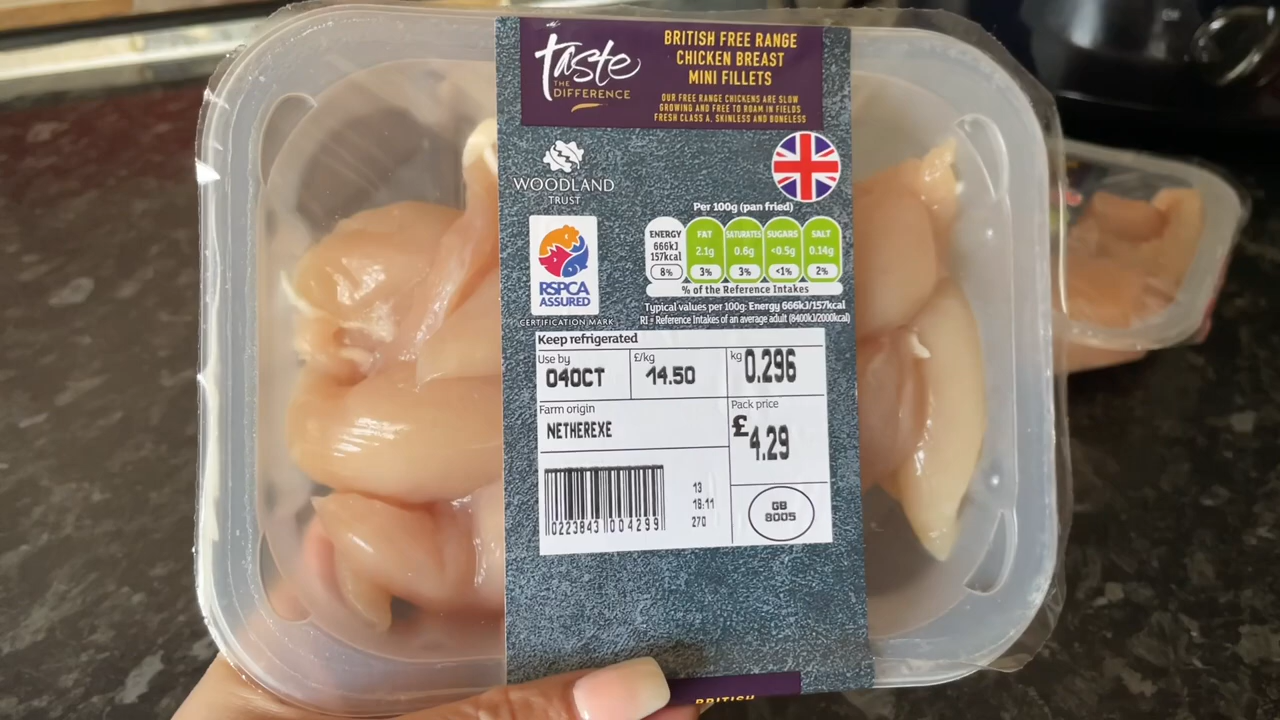 taste
THE
DIFFERENCE
BRITISH FREE RANGE
CHICKEN BREAST
MINI FILLETS
OUR FREE RANGE CHICKENS ARE SLOW
GROWING AND FREE TO ROAM IN FIELDS
FRESH CLASS A. SKINLESS AND BONELESS
WOODLAND
TRUST
RSPCA
ASSURED
CERTIFICATION MARK
Per 100g (pan fried)
ENERGY FAT SATURATES SUGARS SALT
666kJ
157kcal 2.1g 0.6g <0.5g 0.14g
8% 3% 3% <1% 2%
% of the Reference Intakes
Typical values per 100g: Energy 666kJ/157kcal
RI = Reference Intakes of an average adult (8400kJ/2000kcal)
Keep refrigerated
Use by £/kg kg
04OCT 14.50 0.296
Farm origin Pack price
NETHEREXE £4.29
0223843 004299
13
18:11
270
GB
8005
BRITISH